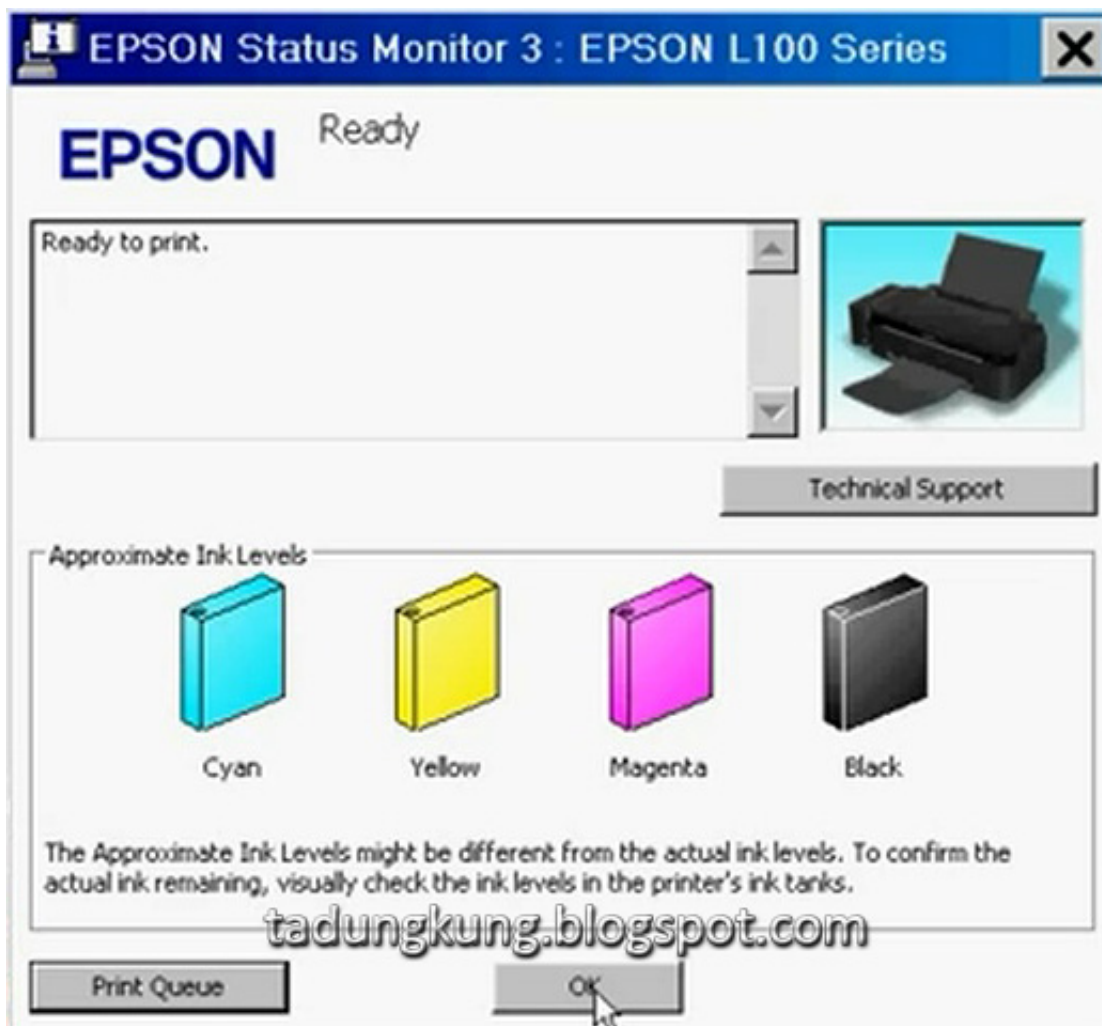 EPSON Status Monitor 3 : EPSON L100 Series
EPSON
Ready
Ready to print.
Technical Support
Approximate Ink Levels
Cyan
Yellow
Magenta
Black
The Approximate Ink Levels might be different from the actual ink levels. To confirm the
actual ink remaining, visually check the ink levels in the printer's ink tanks.
tadungkung.blogspot.com
Print Queue
OK